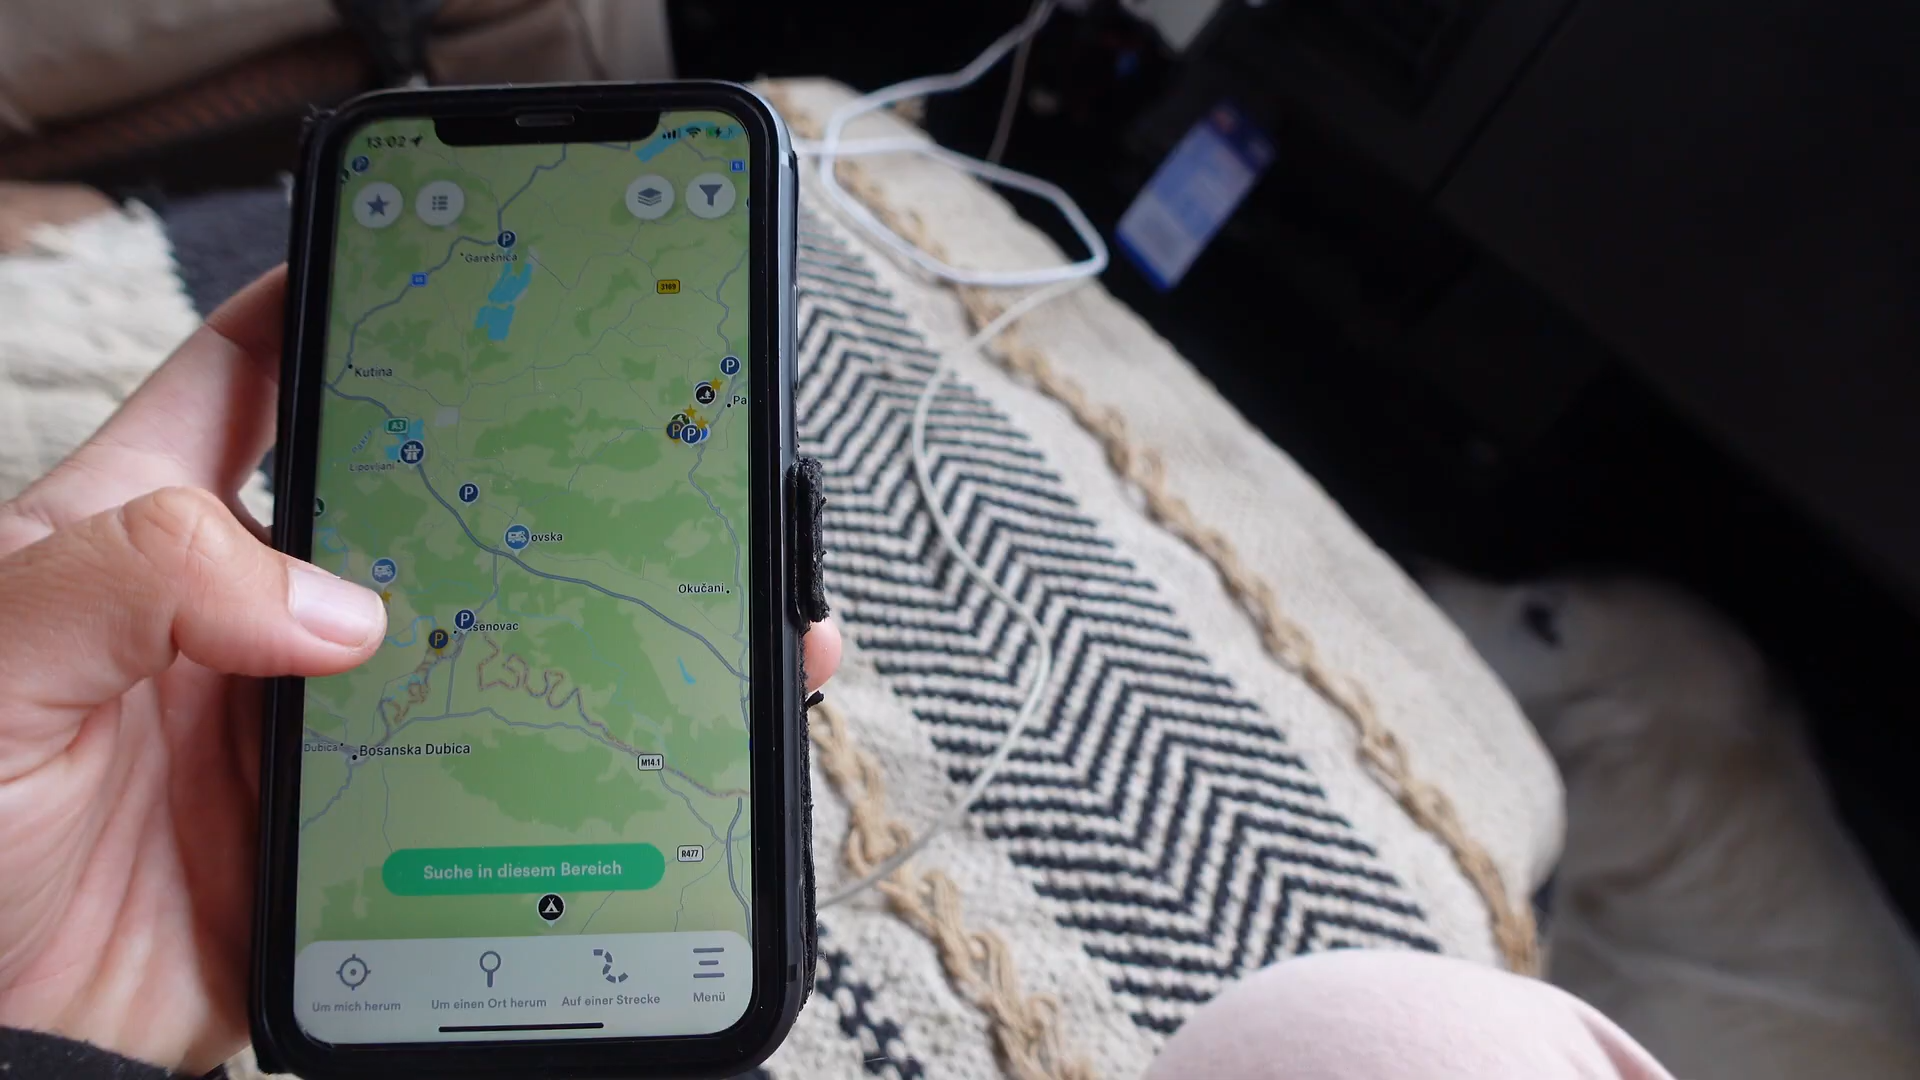 13:02
Garešnica
3169
Kutina
A3
Lipovljani
Pa
ovska
Okučani
senovac
Dubica
Bosanska Dubica
M14.1
R477
Suche in diesem Bereich
Um mich herum
Um einen Ort herum
Auf einer Strecke
Menü